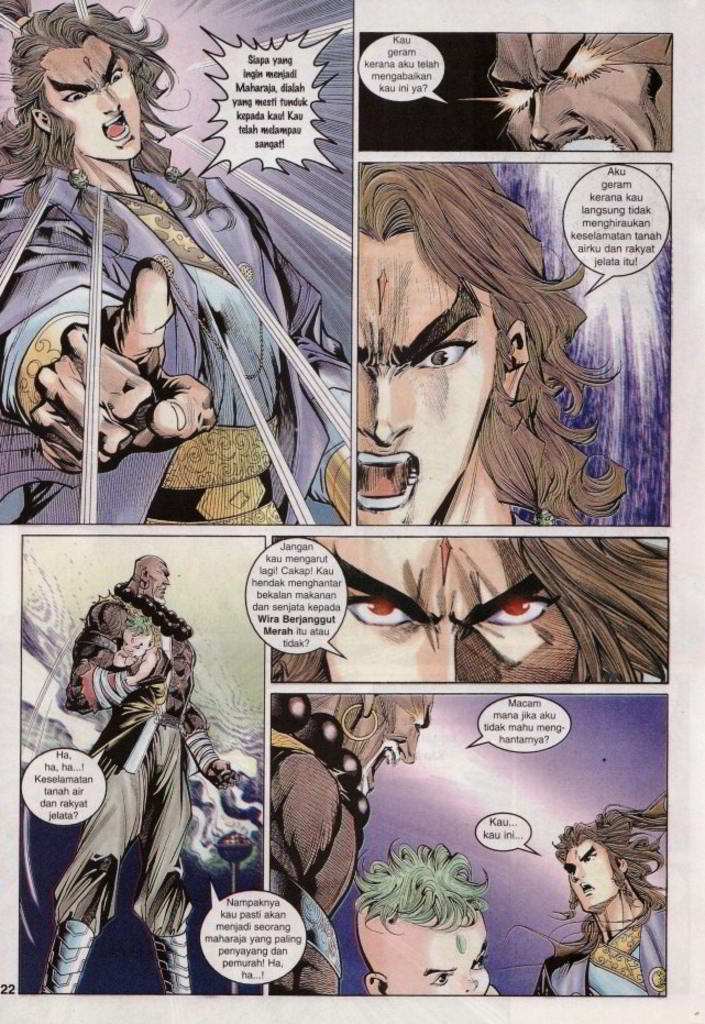 Siapa yang
ingin menjadi
Maharaja, dialah
yang mesti tunduk
kepada kau! Kau
telah melampau
sangat!
Kau
geram
kerana aku telah
mengabaikan
kau ini ya?
Aku
geram
kerana kau
langsung tidak
menghiraukan
keselamatan tanah
airku dan rakyat
jelata itu!
Ha,
ha, ha...!
Keselamatan
tanah air
dan rakyat
jelata?
Nampaknya
kau pasti akan
menjadi seorang
maharaja yang paling
penyayang dan
pemurah! Ha,
ha...!
Jangan
kau mengarut
lagi! Cakap! Kau
hendak menghantar
bekalan makanan
dan senjata kepada
Wira Berjanggut
Merah itu atau
tidak?
Macam
mana jika aku
tidak mahu meng-
hantarnya?
Kau...
kau ini...
22